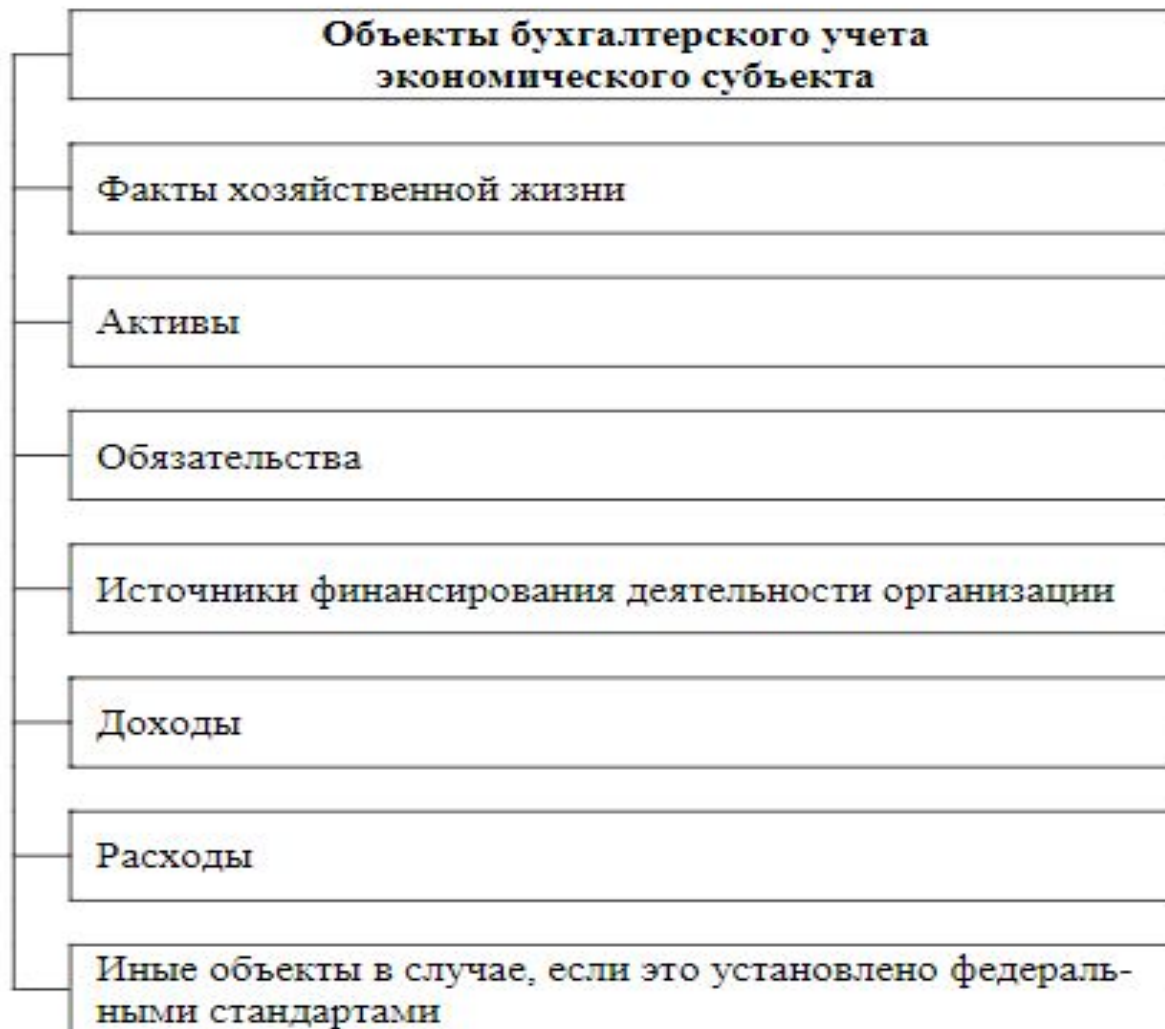 Объекты бухгалтерского учета
экономического субъекта
Факты хозяйственной жизни
Активы
Обязательства
Источники финансирования деятельности организации
Доходы
Расходы
Иные объекты в случае, если это установлено федераль-
ными стандартами